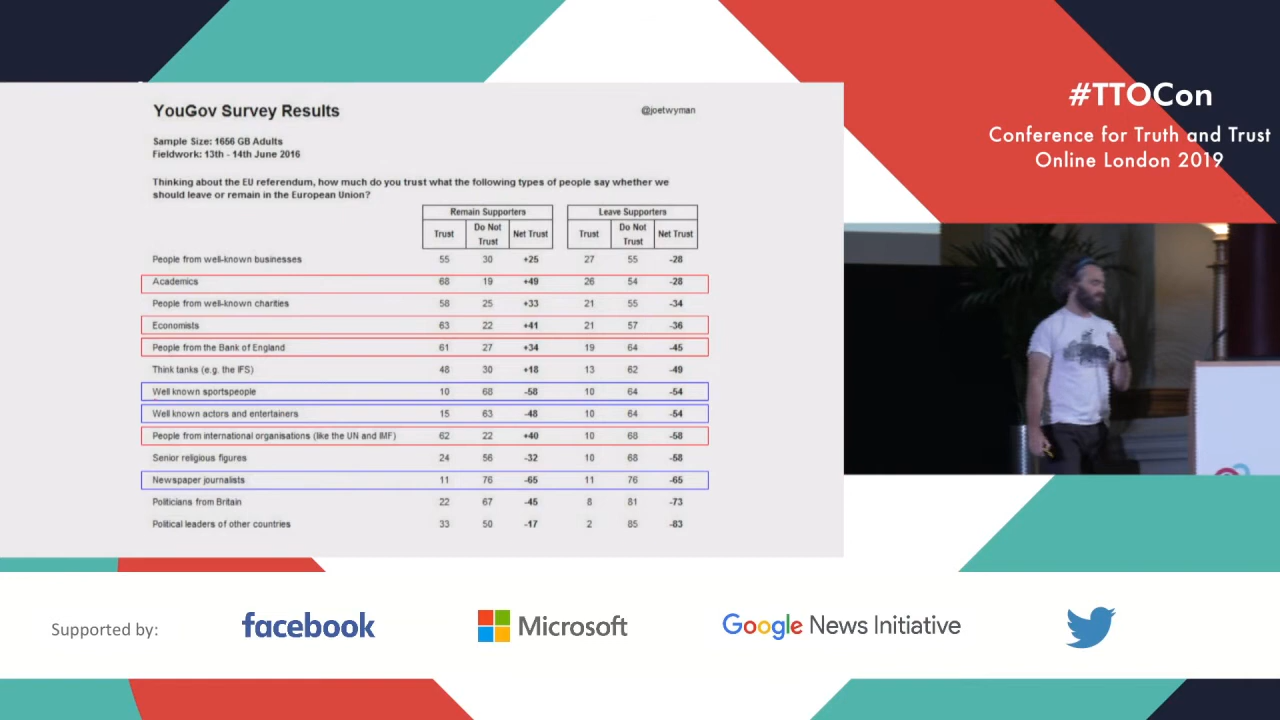 YouGov Survey Results
@joetwyman
Sample Size: 1656 GB Adults
Fieldwork: 13th - 14th June 2016
Thinking about the EU referendum, how much do you trust what the following types of people say whether we
should leave or remain in the European Union?
Remain Supporters Leave Supporters
Trust Do Not Trust Net Trust Trust Do Not Trust Net Trust
People from well-known businesses 55 30 +25 27 55 -28
Academics 68 19 +49 26 54 -28
People from well-known charities 58 25 +33 21 55 -34
Economists 63 22 +41 21 57 -36
People from the Bank of England 61 27 +34 19 64 -45
Think tanks (e.g. the IFS) 48 30 +18 13 62 -49
Well known sportspeople 10 68 -58 10 64 -54
Well known actors and entertainers 15 63 -48 10 64 -54
People from international organisations (like the UN and IMF) 62 22 +40 10 68 -58
Senior religious figures 24 56 -32 10 68 -58
Newspaper journalists 11 76 -65 11 76 -65
Politicians from Britain 22 67 -45 8 81 -73
Political leaders of other countries 33 50 -17 2 85 -83
#TTOCon
Conference for Truth and Trust
Online London 2019
Supported by:
facebook
Microsoft
Google News Initiative